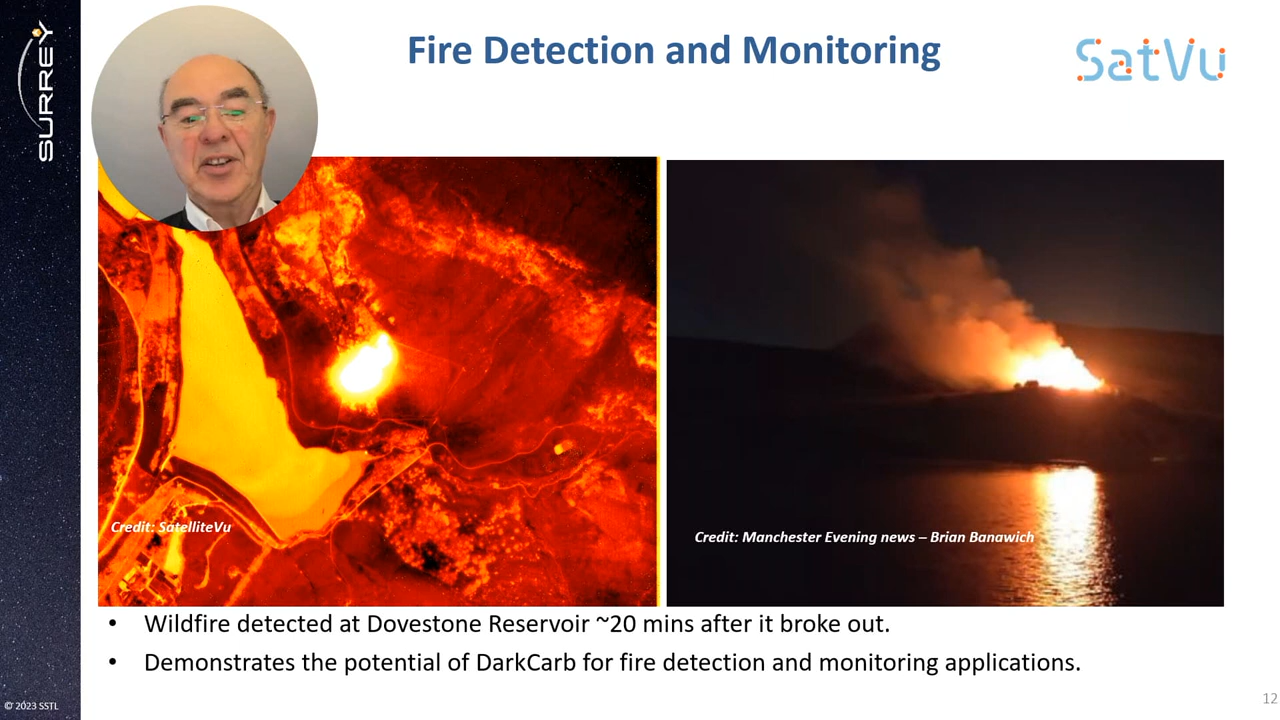 SURREY
Fire Detection and Monitoring
SatVu
Credit: SatelliteVu
Credit: Manchester Evening news – Brian Banawich
• Wildfire detected at Dovestone Reservoir ~20 mins after it broke out.
• Demonstrates the potential of DarkCarb for fire detection and monitoring applications.
© 2023 SSTL
12